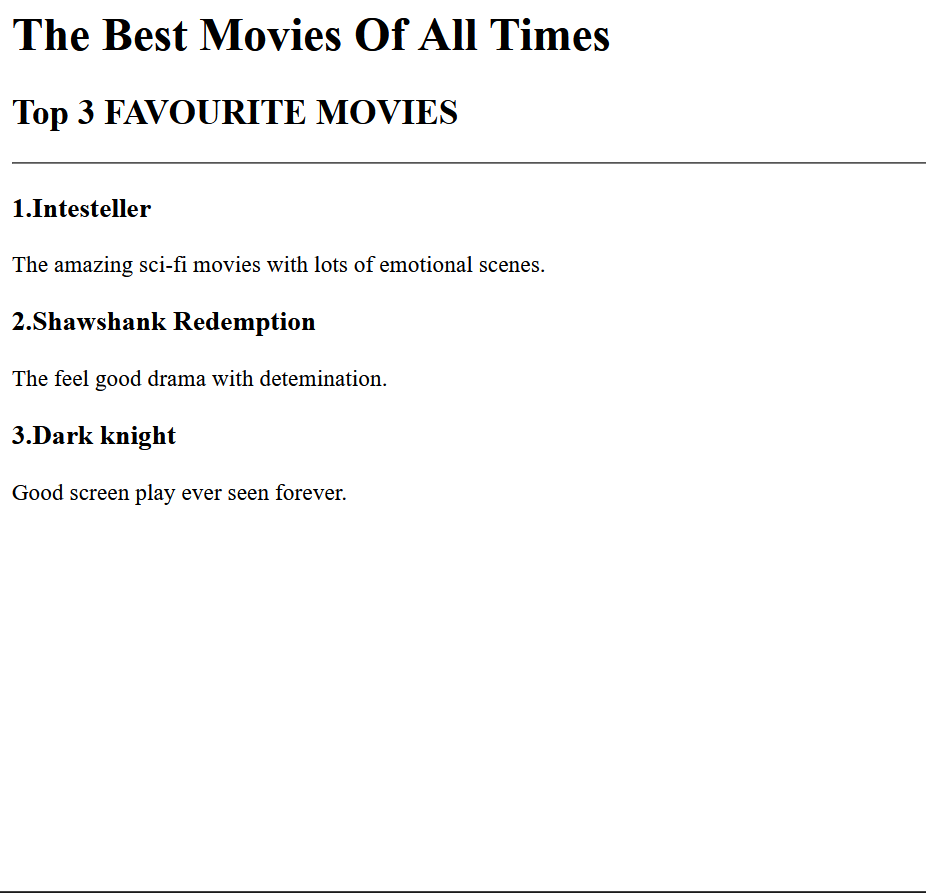 The Best Movies Of All Times
Top 3 FAVOURITE MOVIES
1.Intesteller
The amazing sci-fi movies with lots of emotional scenes.
2.Shawshank Redemption
The feel good drama with detemination.
3.Dark knight
Good screen play ever seen forever.